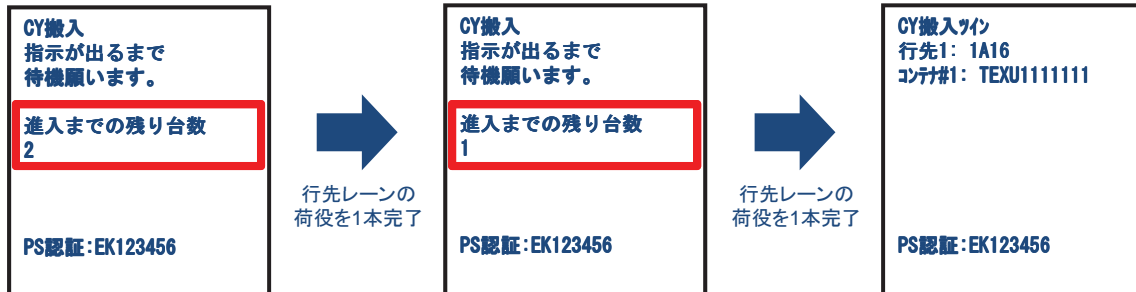 CY搬入
指示が出るまで
待機願います。
進入までの残り台数
2
PS認証:EK123456
行先レーンの
荷役を1本完了
CY搬入
指示が出るまで
待機願います。
進入までの残り台数
1
PS認証:EK123456
行先レーンの
荷役を1本完了
CY搬入ﾂｲﾝ
行先1: 1A16
ｺﾝﾃﾅ#1: TEXU1111111
PS認証:EK123456